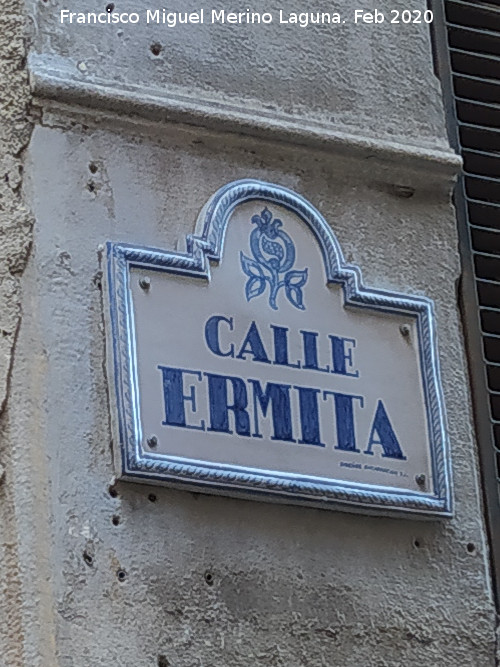 Francisco Miguel Merino Laguna. Feb 2020
CALLE
ERMITA